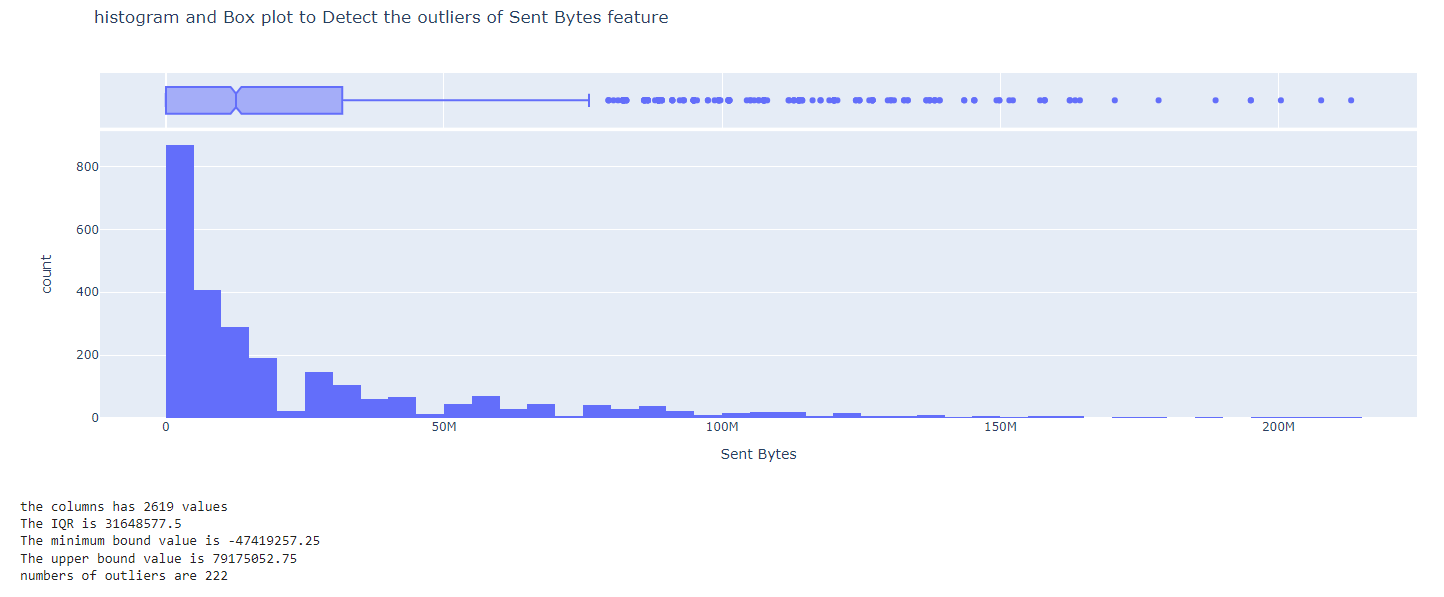 histogram and Box plot to Detect the outliers of Sent Bytes feature
800
600
400
200
0
count
0 50M 100M 150M 200M
Sent Bytes
the columns has 2619 values
The IQR is 31648577.5
The minimum bound value is -47419257.25
The upper bound value is 79175052.75
numbers of outliers are 222